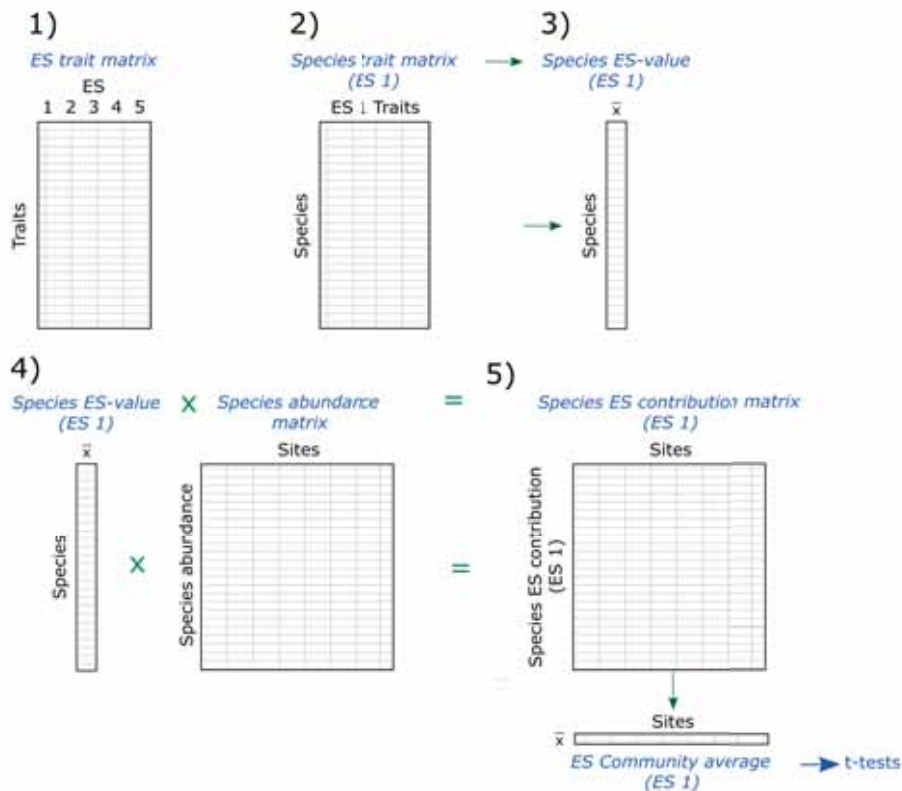 1)
ES trait matrix
ES
1 2 3 4 5
Traits
2)
Species trait matrix
(ES 1)
ES 1 Traits
Species
3)
Species ES-value
(ES 1)
x̄
Species
4)
Species ES-value
(ES 1)
x̄
Species
x
Species abundance
matrix
Sites
Species abundance
x
=
=
5)
Species ES contribution matrix
(ES 1)
Sites
Species ES contribution
(ES 1)
Sites
x̄
ES Community average
(ES 1)
t-tests